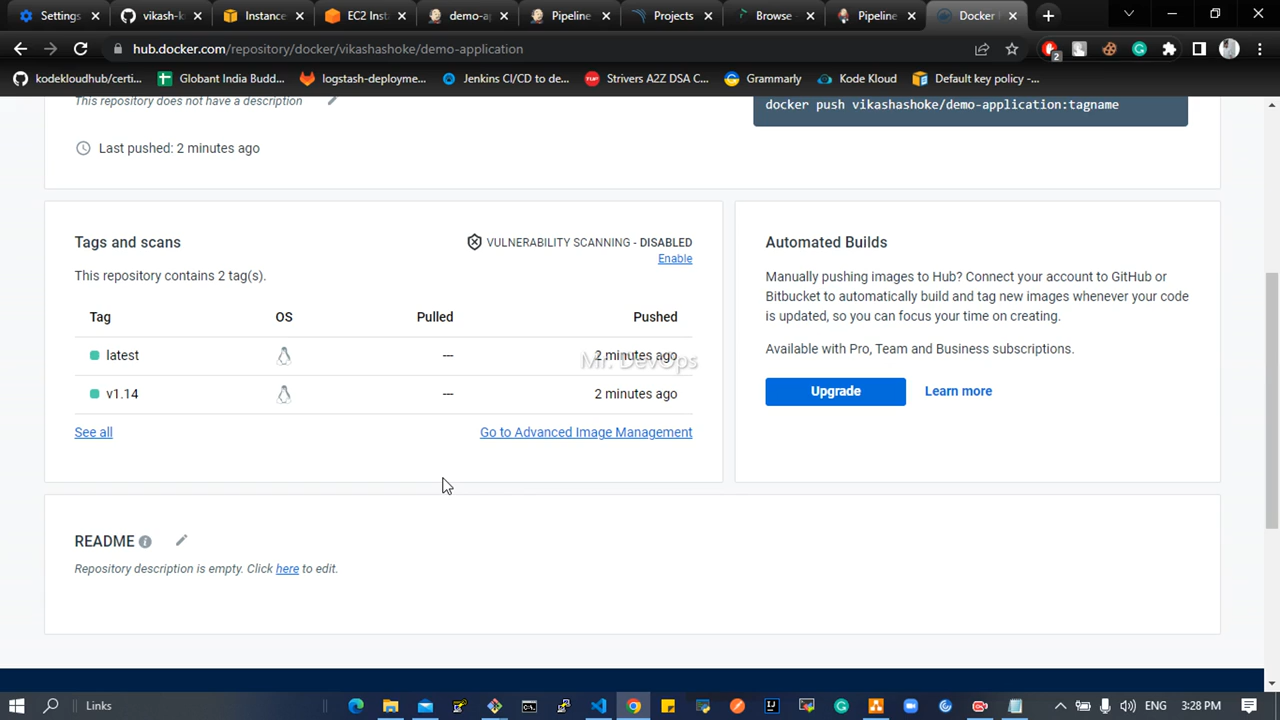 Settings
vikash-k
Instance
EC2 Inst
demo-ap
Pipeline
Projects
Browse
Pipeline
Docker
hub.docker.com/repository/docker/vikashashoke/demo-application
2
kodekloudhub/certi...
Globant India Budd...
logstash-deployme...
Jenkins CI/CD to de...
Strivers A2Z DSA C...
Grammarly
Kode Kloud
Default key policy -...
This repository does not have a description
docker push vikashashoke/demo-application:tagname
Last pushed: 2 minutes ago
Tags and scans
VULNERABILITY SCANNING - DISABLED
Enable
This repository contains 2 tag(s).
Tag OS Pulled Pushed
latest --- 2 minutes ago
Mr. DevOps
v1.14 --- 2 minutes ago
See all
Go to Advanced Image Management
Automated Builds
Manually pushing images to Hub? Connect your account to GitHub or
Bitbucket to automatically build and tag new images whenever your code
is updated, so you can focus your time on creating.
Available with Pro, Team and Business subscriptions.
Upgrade
Learn more
README
Repository description is empty. Click here to edit.
Links
ENG
3:28 PM